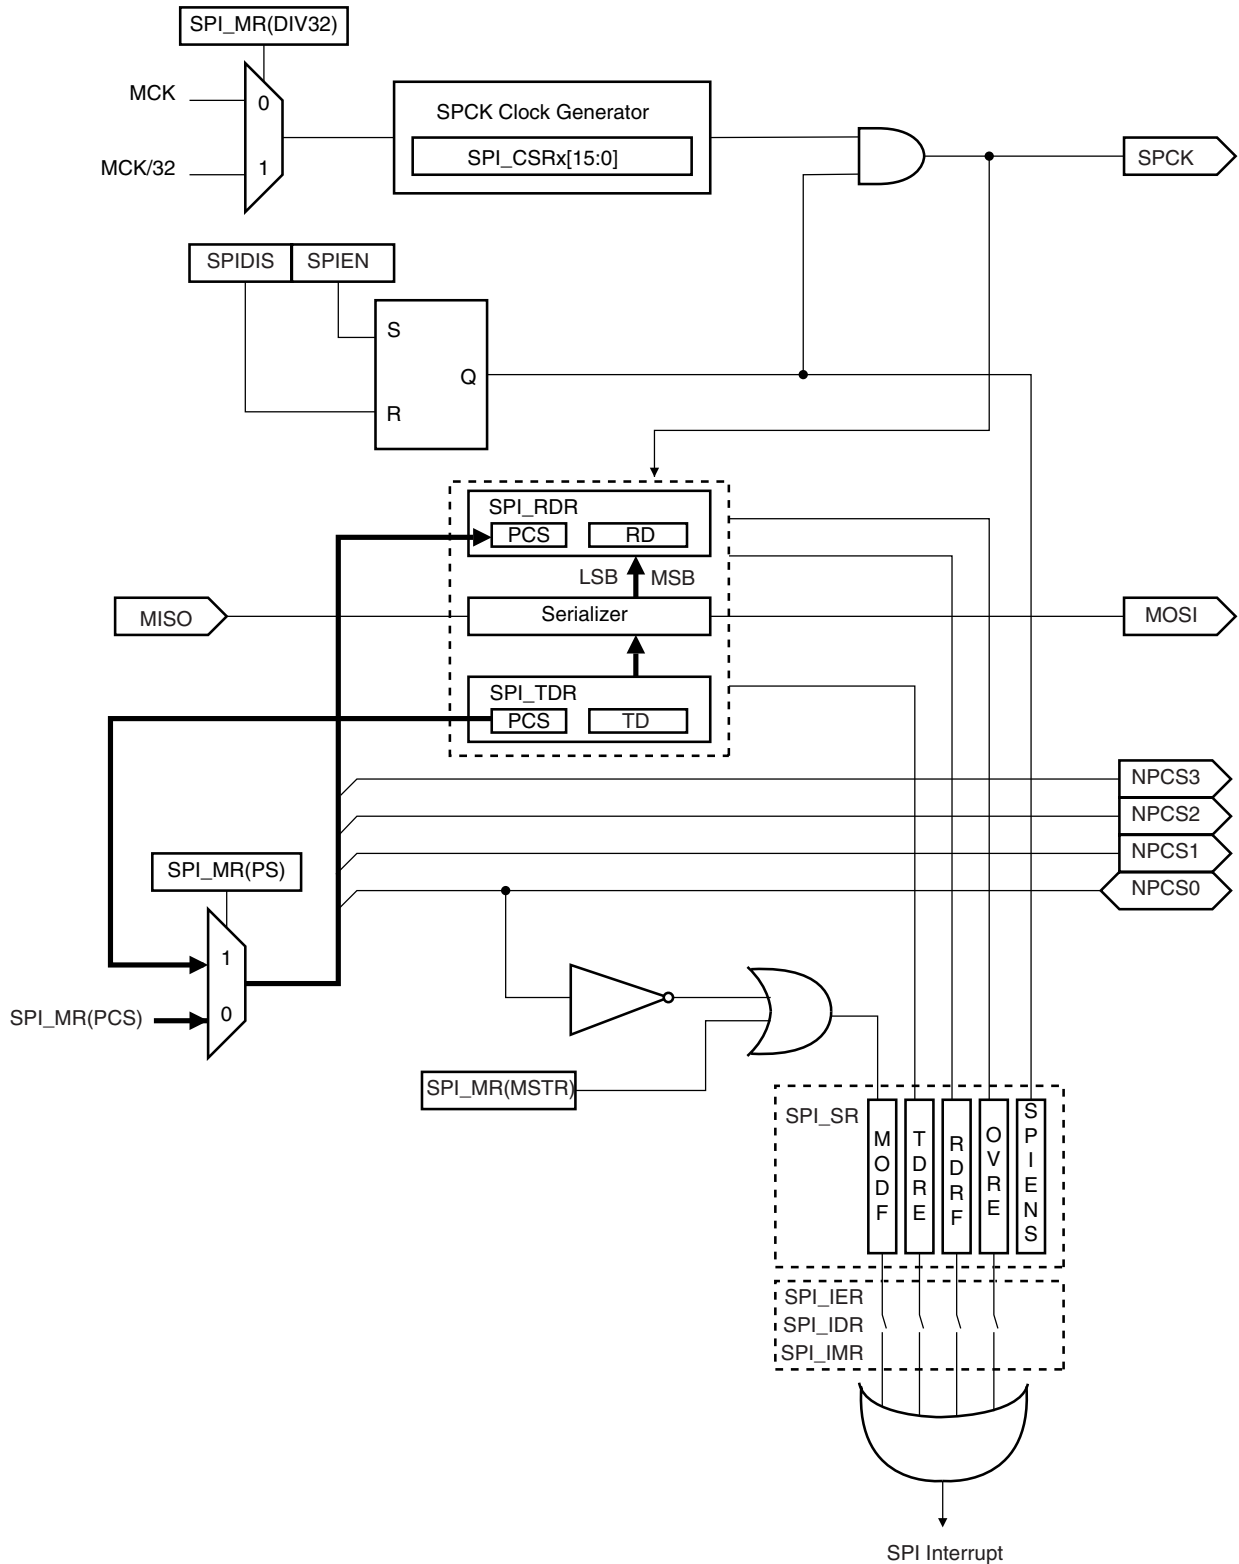 SPI_MR(DIV32)
MCK
0
SPCK Clock Generator
SPI_CSRx[15:0]
SPCK
MCK/32
1
SPIDIS
SPIEN
S
Q
R
SPI_RDR
PCS
RD
LSB
MSB
MISO
Serializer
MOSI
SPI_TDR
PCS
TD
NPCS3
NPCS2
NPCS1
NPCS0
SPI_MR(PS)
1
0
SPI_MR(PCS)
SPI_MR(MSTR)
SPI_SR
MODF
TDRE
RDRF
OVRE
SPIENS
SPI_IER
SPI_IDR
SPI_IMR
SPI Interrupt